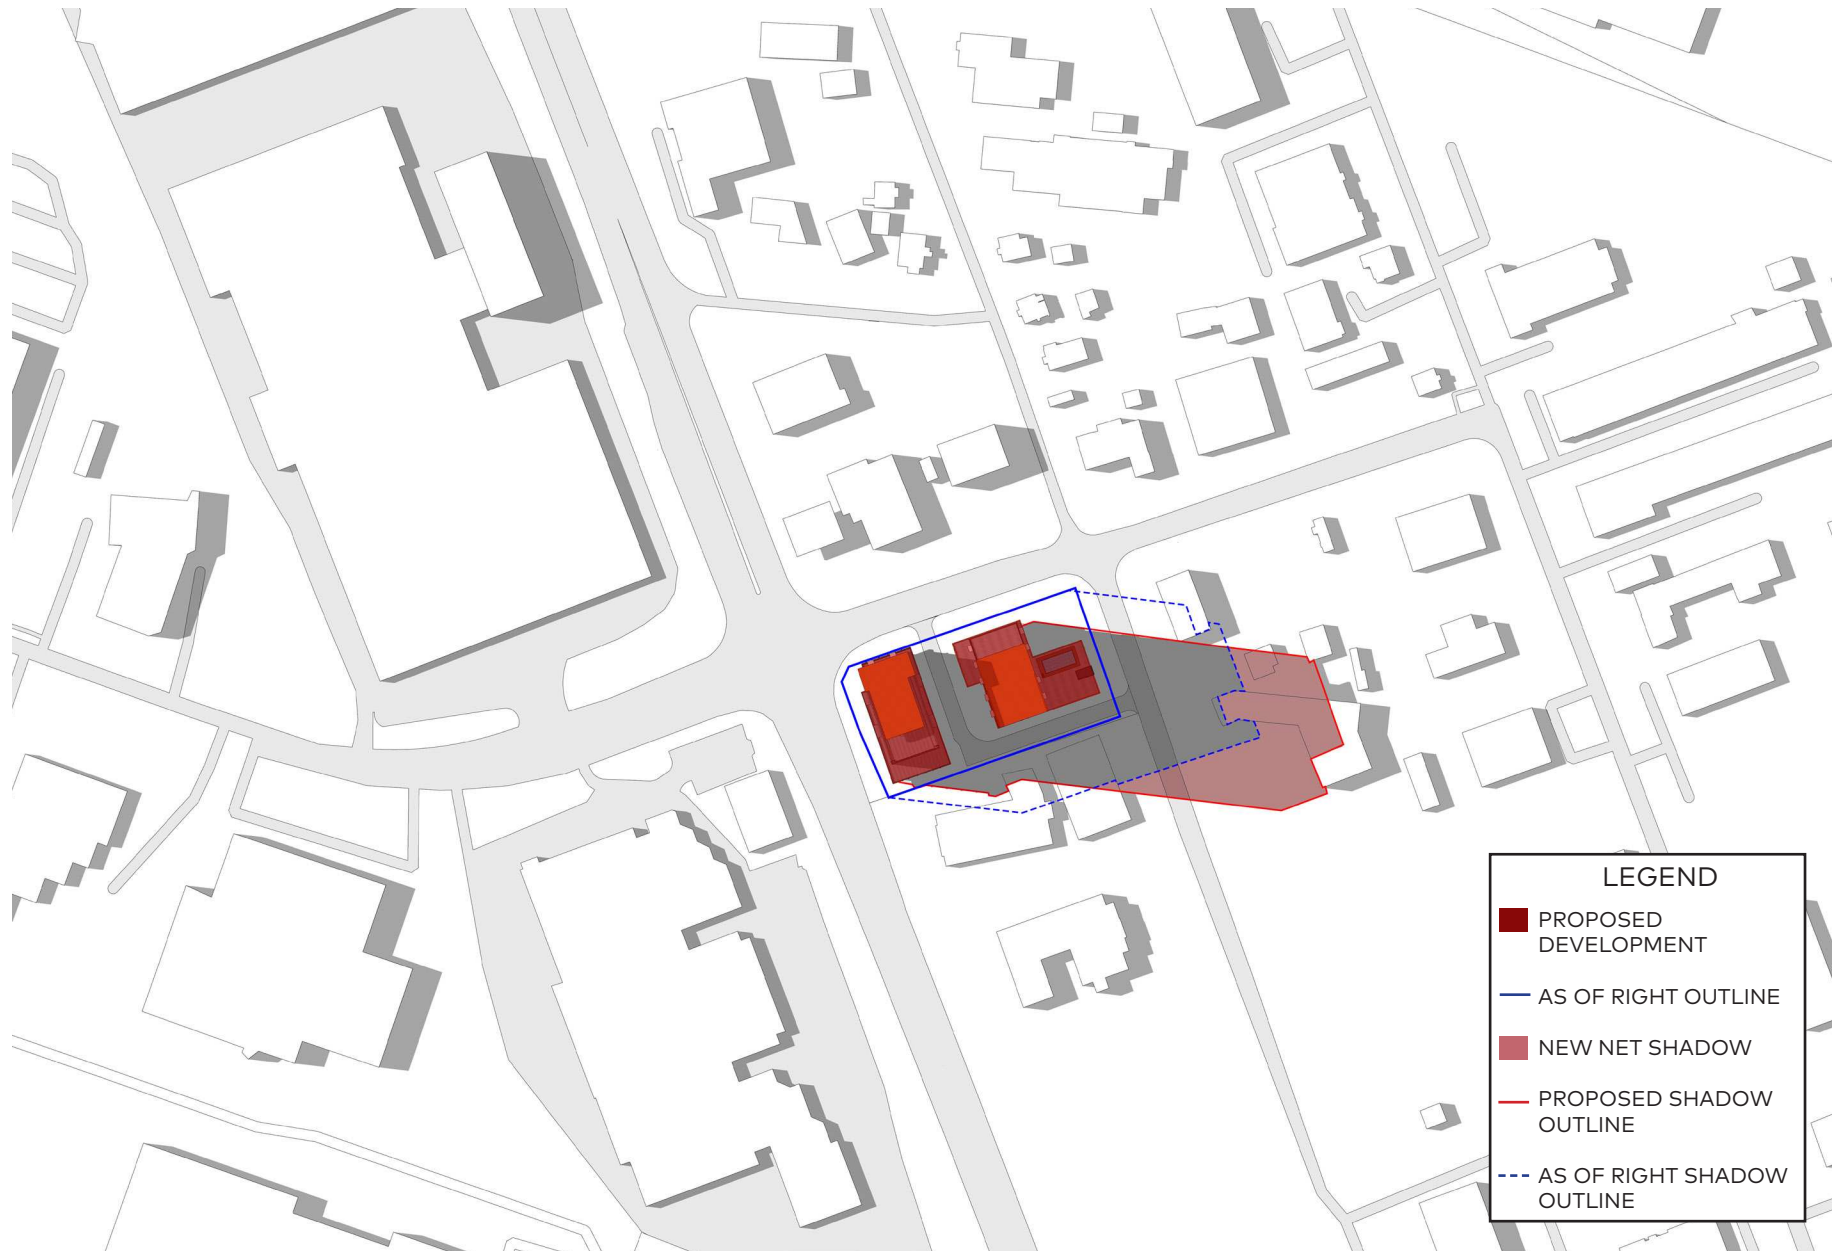 LEGEND
PROPOSED
DEVELOPMENT
AS OF RIGHT OUTLINE
NEW NET SHADOW
PROPOSED SHADOW
OUTLINE
AS OF RIGHT SHADOW
OUTLINE